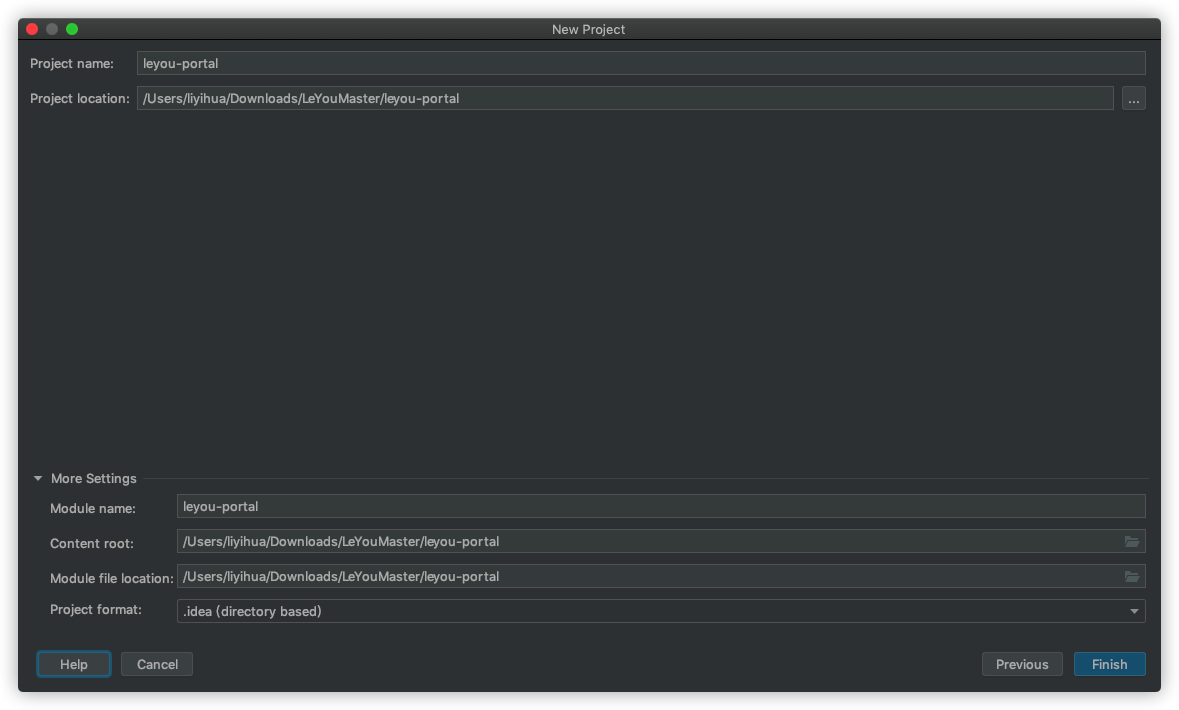 New Project
Project name: leyou-portal
Project location: /Users/liyihua/Downloads/LeYouMaster/leyou-portal ...
More Settings
Module name: leyou-portal
Content root: /Users/liyihua/Downloads/LeYouMaster/leyou-portal
Module file location: /Users/liyihua/Downloads/LeYouMaster/leyou-portal
Project format: .idea (directory based)
Help Cancel Previous Finish